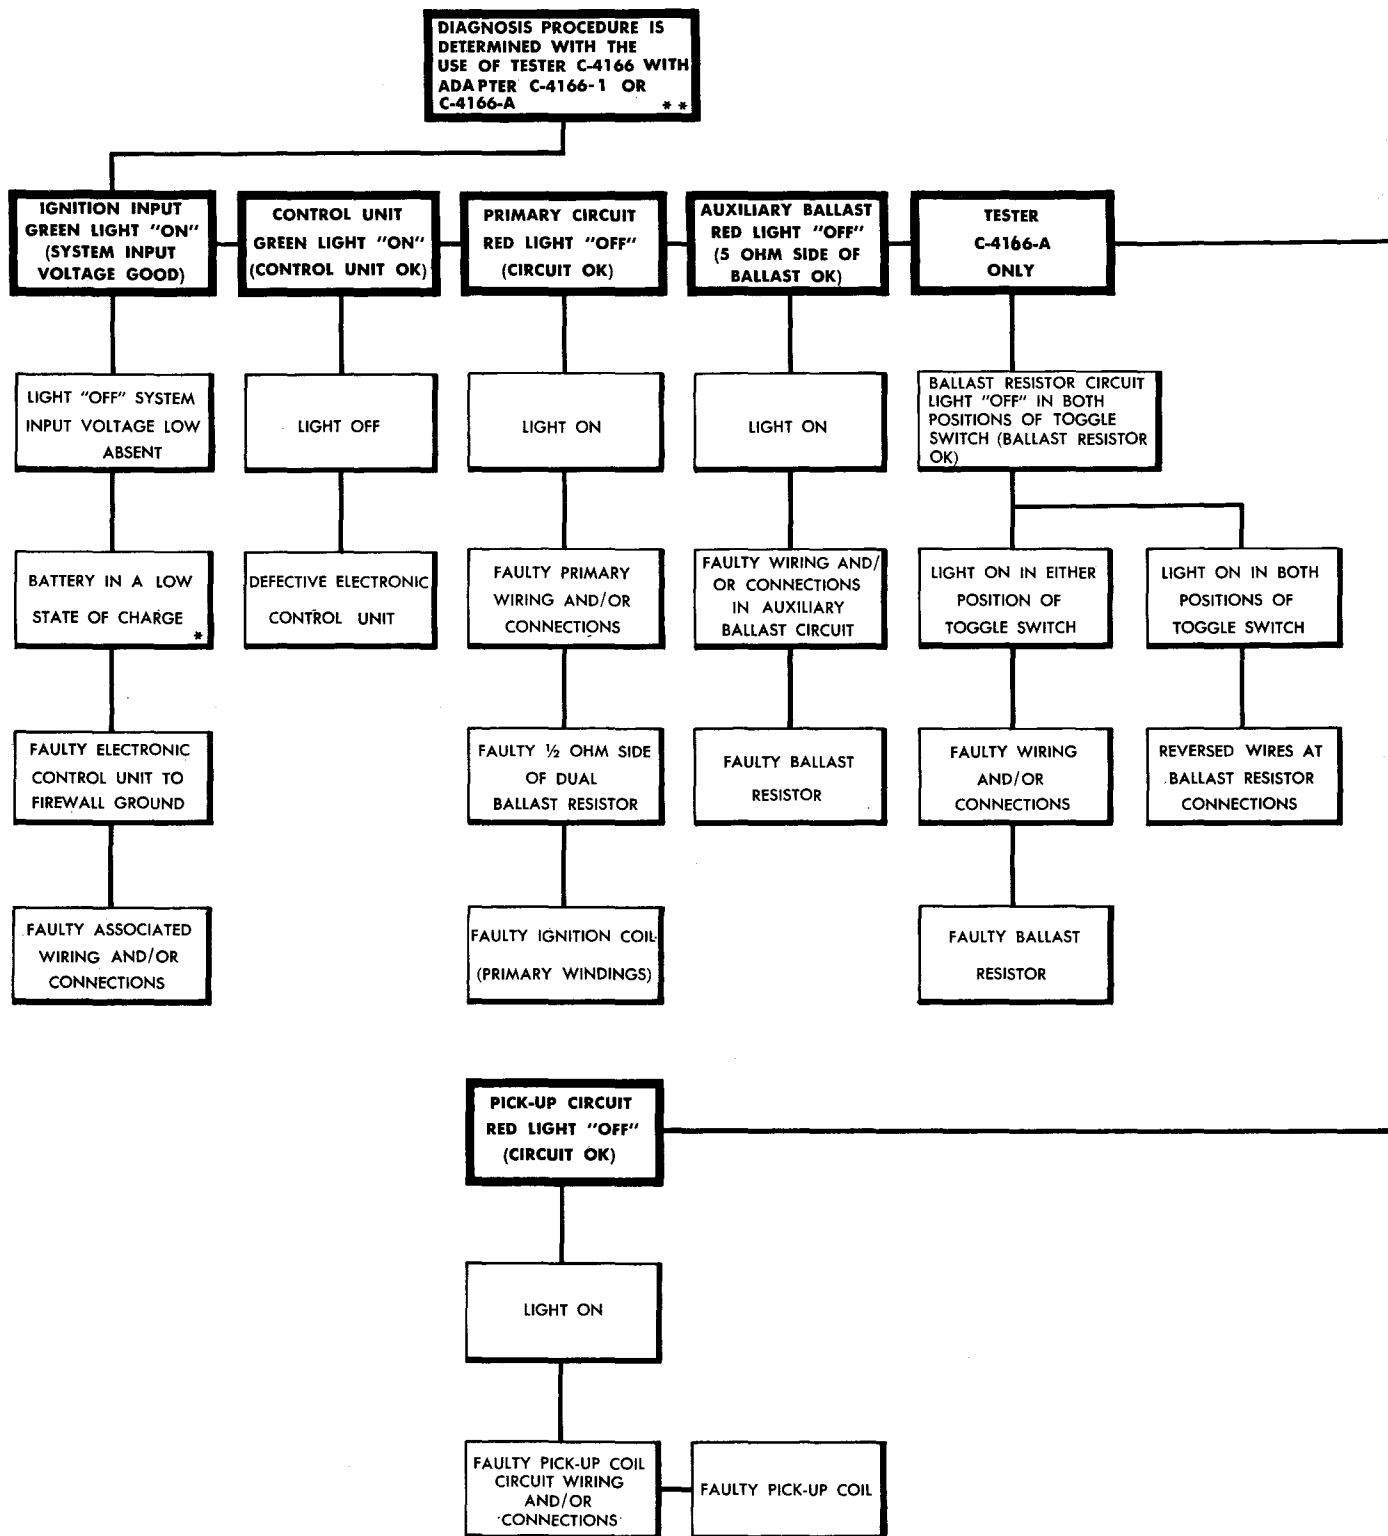 DIAGNOSIS PROCEDURE IS
DETERMINED WITH THE
USE OF TESTER C-4166 WITH
ADAPTER C-4166-1 OR
C-4166-A **
IGNITION INPUT
GREEN LIGHT "ON"
(SYSTEM INPUT
VOLTAGE GOOD)
CONTROL UNIT
GREEN LIGHT "ON"
(CONTROL UNIT OK)
PRIMARY CIRCUIT
RED LIGHT "OFF"
(CIRCUIT OK)
AUXILIARY BALLAST
RED LIGHT "OFF"
(5 OHM SIDE OF
BALLAST OK)
TESTER
C-4166-A
ONLY
LIGHT "OFF" SYSTEM
INPUT VOLTAGE LOW
ABSENT
LIGHT OFF
LIGHT ON
LIGHT ON
BALLAST RESISTOR CIRCUIT
LIGHT "OFF" IN BOTH
POSITIONS OF TOGGLE
SWITCH (BALLAST RESISTOR
OK)
BATTERY IN A LOW
STATE OF CHARGE *
DEFECTIVE ELECTRONIC
CONTROL UNIT
FAULTY PRIMARY
WIRING AND/OR
CONNECTIONS
FAULTY WIRING AND/
OR CONNECTIONS
IN AUXILIARY
BALLAST CIRCUIT
LIGHT ON IN EITHER
POSITION OF
TOGGLE SWITCH
LIGHT ON IN BOTH
POSITIONS OF
TOGGLE SWITCH
FAULTY ELECTRONIC
CONTROL UNIT TO
FIREWALL GROUND
FAULTY ½ OHM SIDE
OF DUAL
BALLAST RESISTOR
FAULTY BALLAST
RESISTOR
FAULTY WIRING
AND/OR
CONNECTIONS
REVERSED WIRES AT
BALLAST RESISTOR
CONNECTIONS
FAULTY ASSOCIATED
WIRING AND/OR
CONNECTIONS
FAULTY IGNITION COIL
(PRIMARY WINDINGS)
FAULTY BALLAST
RESISTOR
PICK-UP CIRCUIT
RED LIGHT "OFF"
(CIRCUIT OK)
LIGHT ON
FAULTY PICK-UP COIL
CIRCUIT WIRING
AND/OR
CONNECTIONS
FAULTY PICK-UP COIL